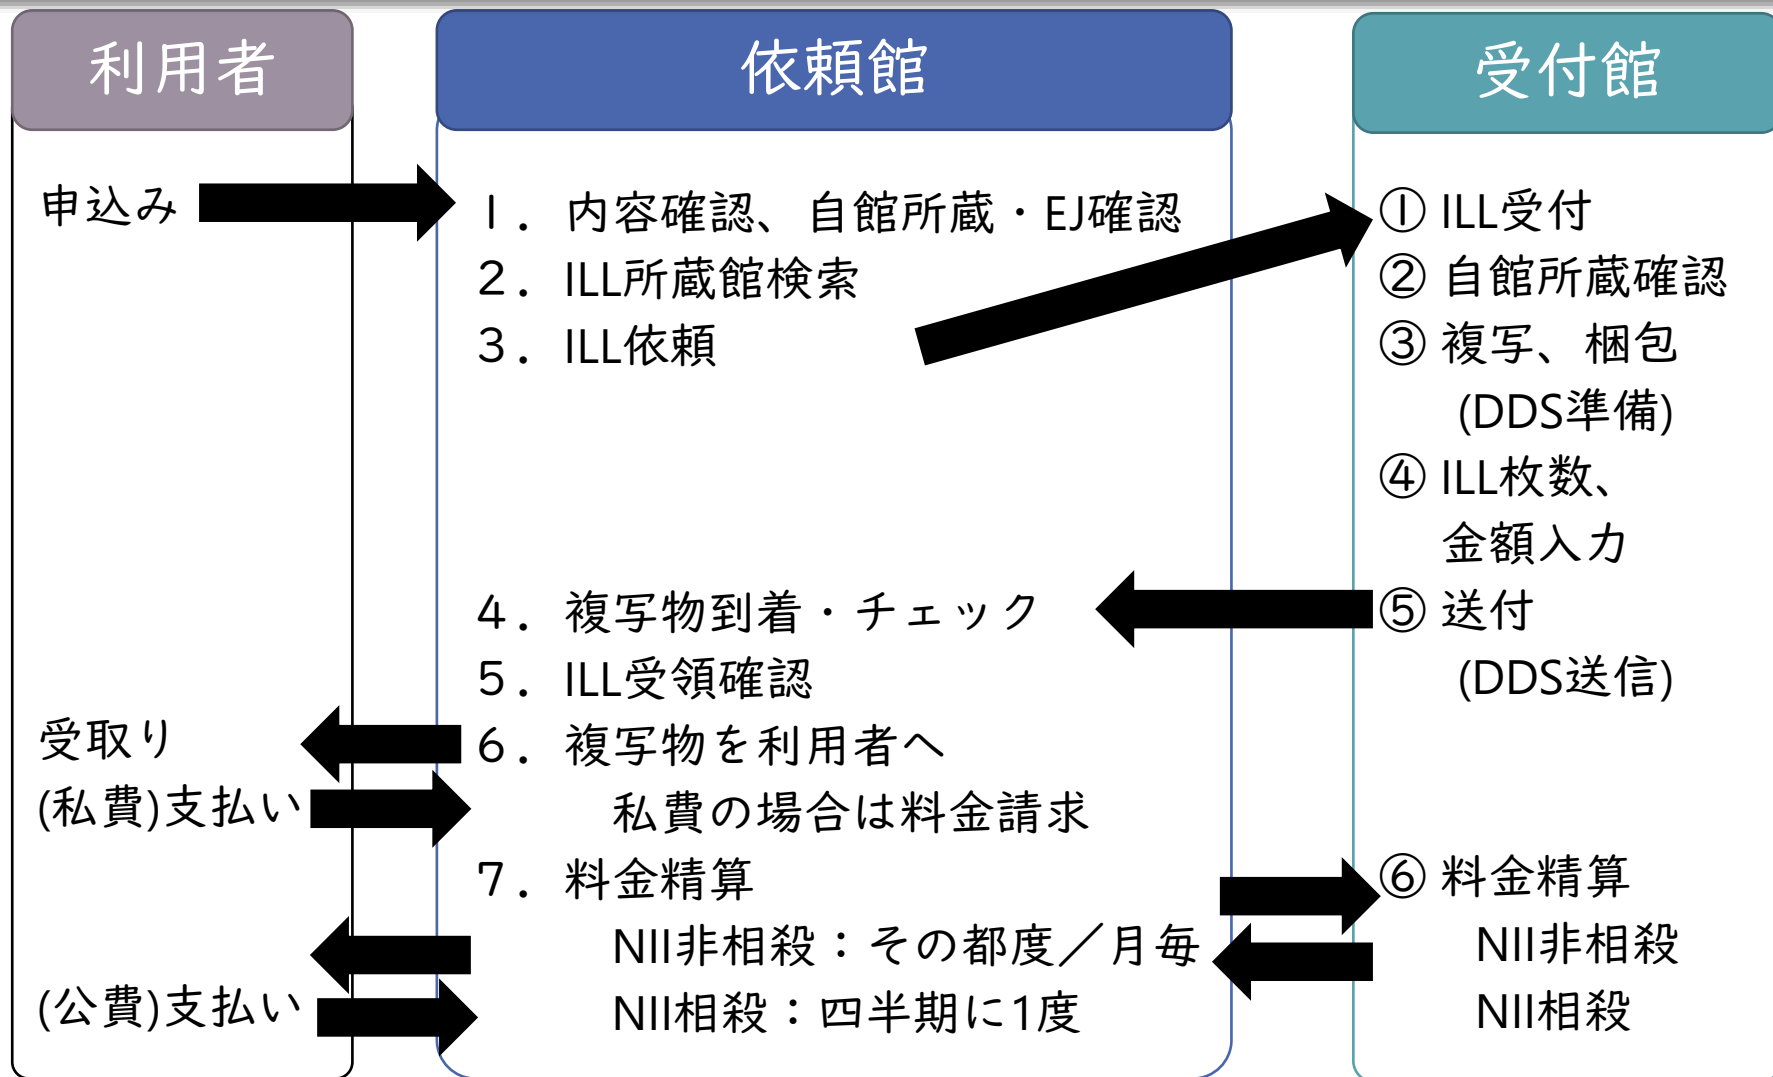 利用者
申込み
受取り
(私費)支払い
(公費)支払い
依頼館
1．内容確認、自館所蔵・EJ確認
２．ILL所蔵館検索
３．ILL依頼
４．複写物到着・チェック
５．ILL受領確認
６．複写物を利用者へ
私費の場合は料金請求
７．料金精算
NII非相殺：その都度／月毎
NII相殺：四半期に1度
受付館
① ILL受付
② 自館所蔵確認
③ 複写、梱包
(DDS準備)
④ ILL枚数、
金額入力
⑤ 送付
(DDS送信)
⑥ 料金精算
NII非相殺
NII相殺